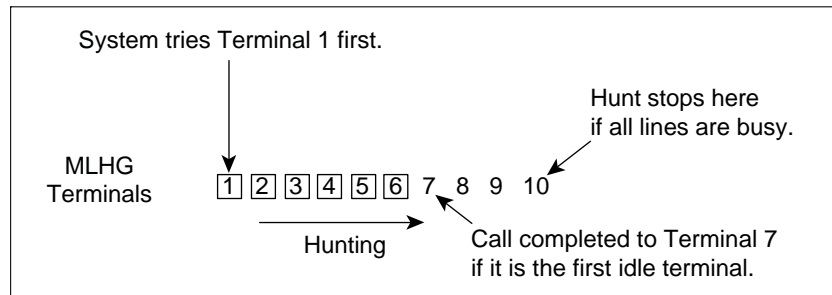 System tries Terminal 1 first.
Hunt stops here
if all lines are busy.
MLHG
Terminals
1 2 3 4 5 6 7 8 9 10
Hunting
Call completed to Terminal 7
if it is the first idle terminal.